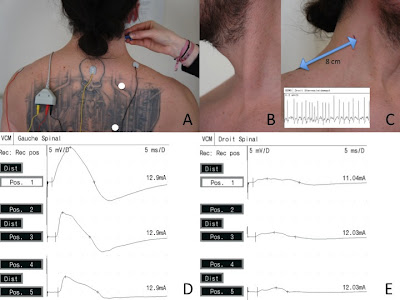 A
B
8 cm
C
VCM Gauche Spinal
Rec: Rec pos
5 mV/D
5 ms/D
Dist
Pos. 1
12.9mA
Pos. 2
Dist
Pos. 3
12.9mA
Pos. 4
Dist
Pos. 5
12.9mA
D
VCM Droit Spinal
Rec: Rec pos
5 mV/D
5 ms/D
Dist
Pos. 1
11.04mA
Pos. 2
Dist
Pos. 3
12.03mA
Pos. 4
Dist
Pos. 5
12.03mA
E